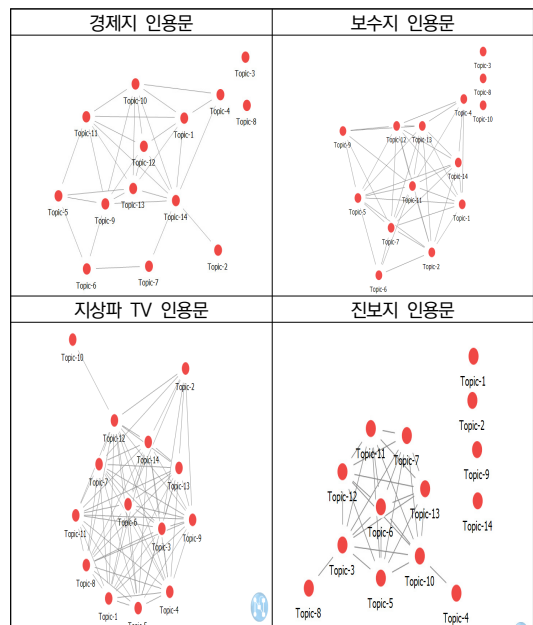 경제지 인용문
Topic-3
Topic-10
Topic-4
Topic-8
Topic-11
Topic-1
Topic-12
Topic-13
Topic-5
Topic-9
Topic-14
Topic-2
Topic-6
Topic-7
보수지 인용문
Topic-3
Topic-8
Topic-4
Topic-10
Topic-9
Topic-12
Topic-13
Topic-14
Topic-11
Topic-5
Topic-1
Topic-7
Topic-2
Topic-6
지상파 TV 인용문
Topic-10
Topic-2
Topic-12
Topic-14
Topic-7
Topic-13
Topic-6
Topic-11
Topic-3
Topic-9
Topic-8
Topic-4
Topic-1
진보지 인용문
Topic-1
Topic-2
Topic-11
Topic-7
Topic-9
Topic-12
Topic-13
Topic-14
Topic-6
Topic-3
Topic-10
Topic-5
Topic-8
Topic-4